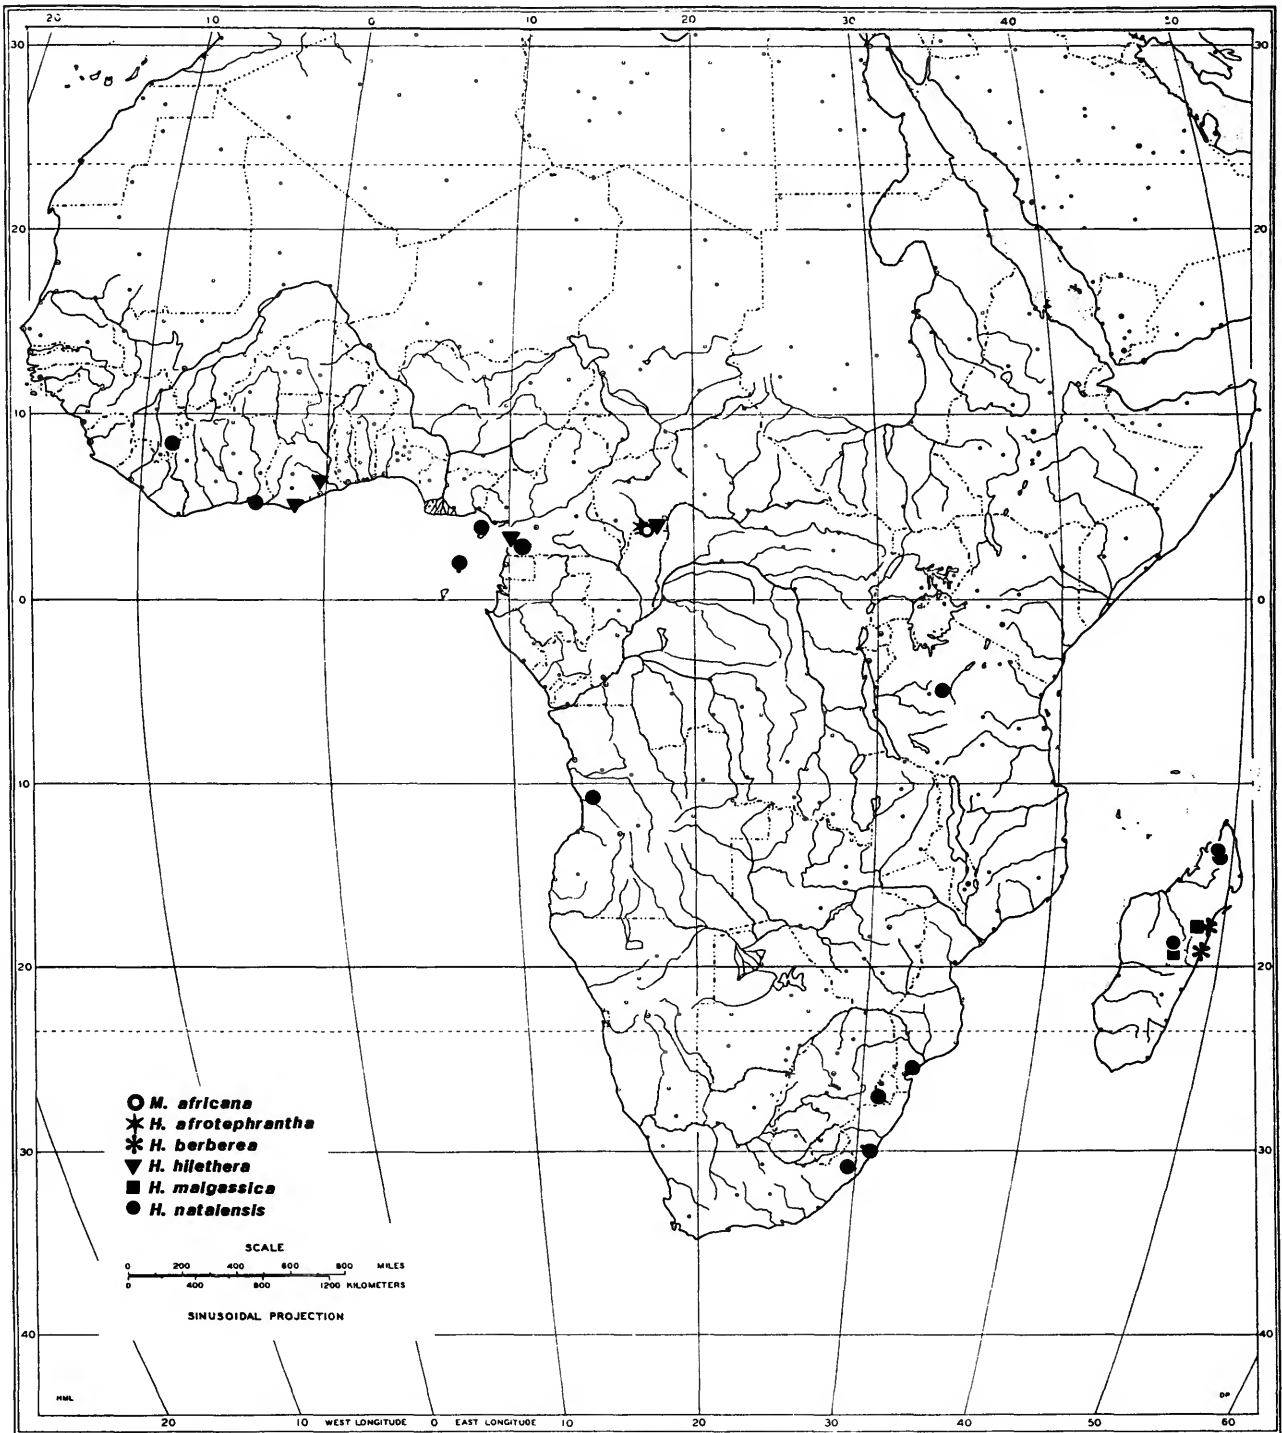 20 10 0 10 20 30 40 50
30 30
20 20
10 10
0 0
10 10
20 20
M. africana
H. afrotephrantha
H. berberea
30 30
H. hilethera
H. malgassica
H. natalensis
SCALE
0 200 400 600 800 MILES
0 400 800 1200 KILOMETERS
SINUSOIDAL PROJECTION
40 40
HML DP
20 10 WEST LONGITUDE 0 EAST LONGITUDE 10 20 30 40 50 60